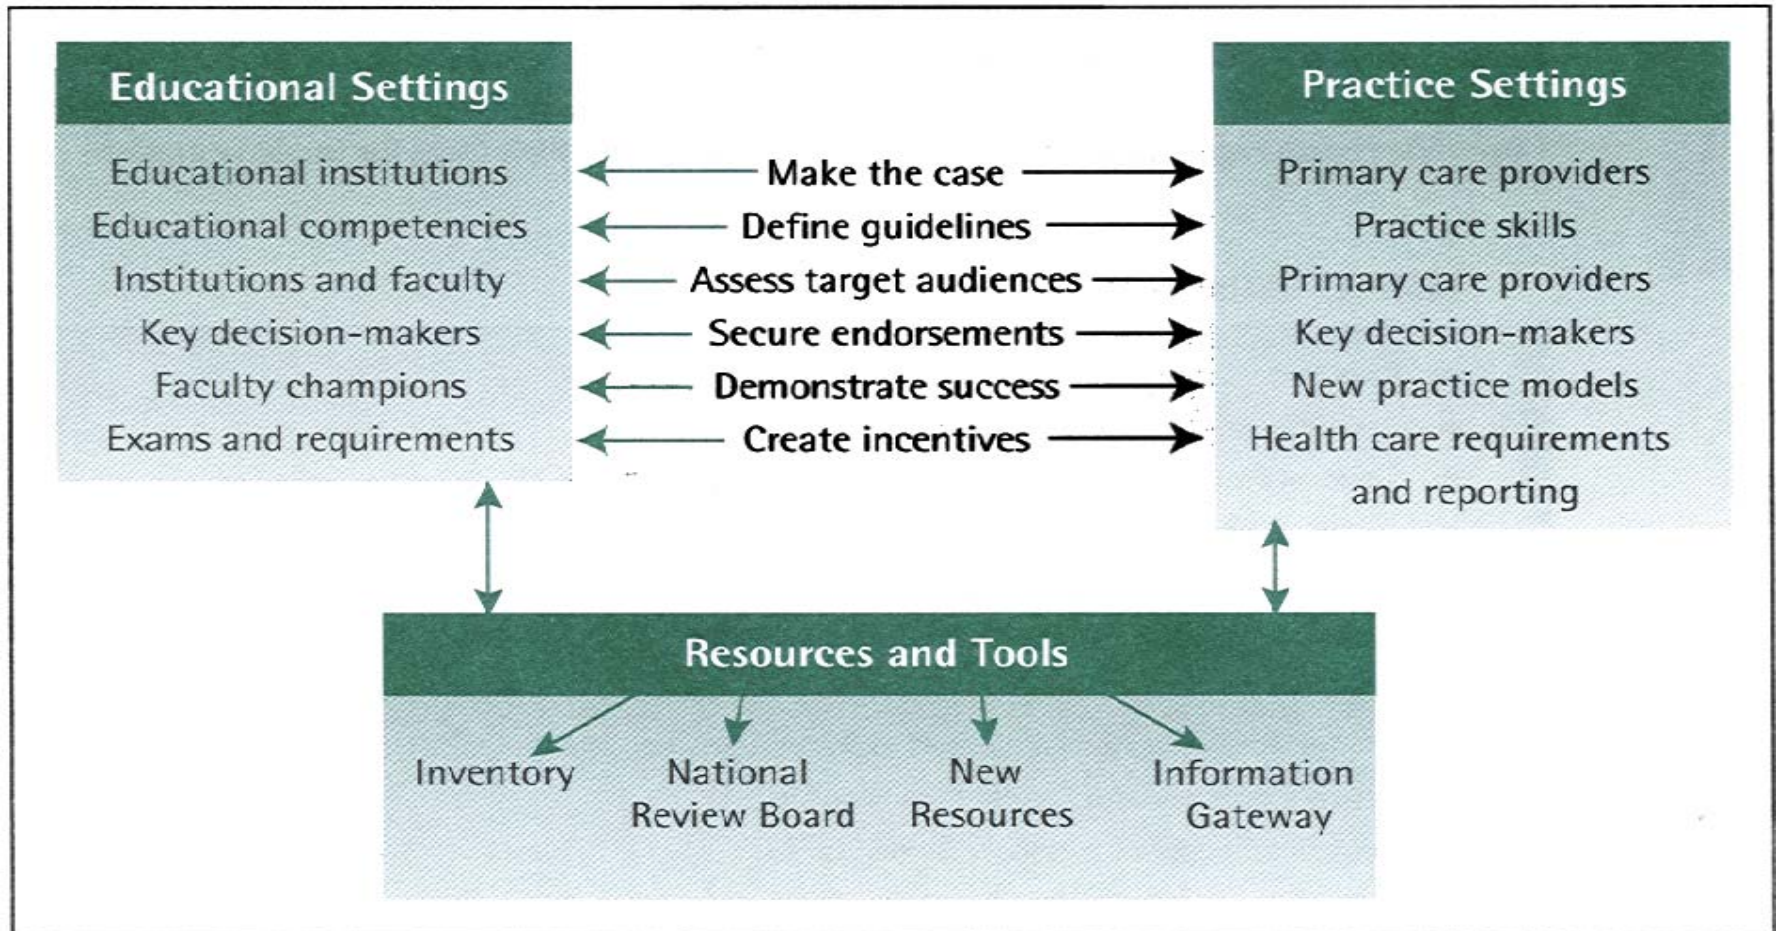 Educational Settings
Educational institutions
Educational competencies
Institutions and faculty
Key decision-makers
Faculty champions
Exams and requirements
Make the case
Define guidelines
Assess target audiences
Secure endorsements
Demonstrate success
Create incentives
Practice Settings
Primary care providers
Practice skills
Primary care providers
Key decision-makers
New practice models
Health care requirements
and reporting
Resources and Tools
Inventory
National
Review Board
New
Resources
Information
Gateway